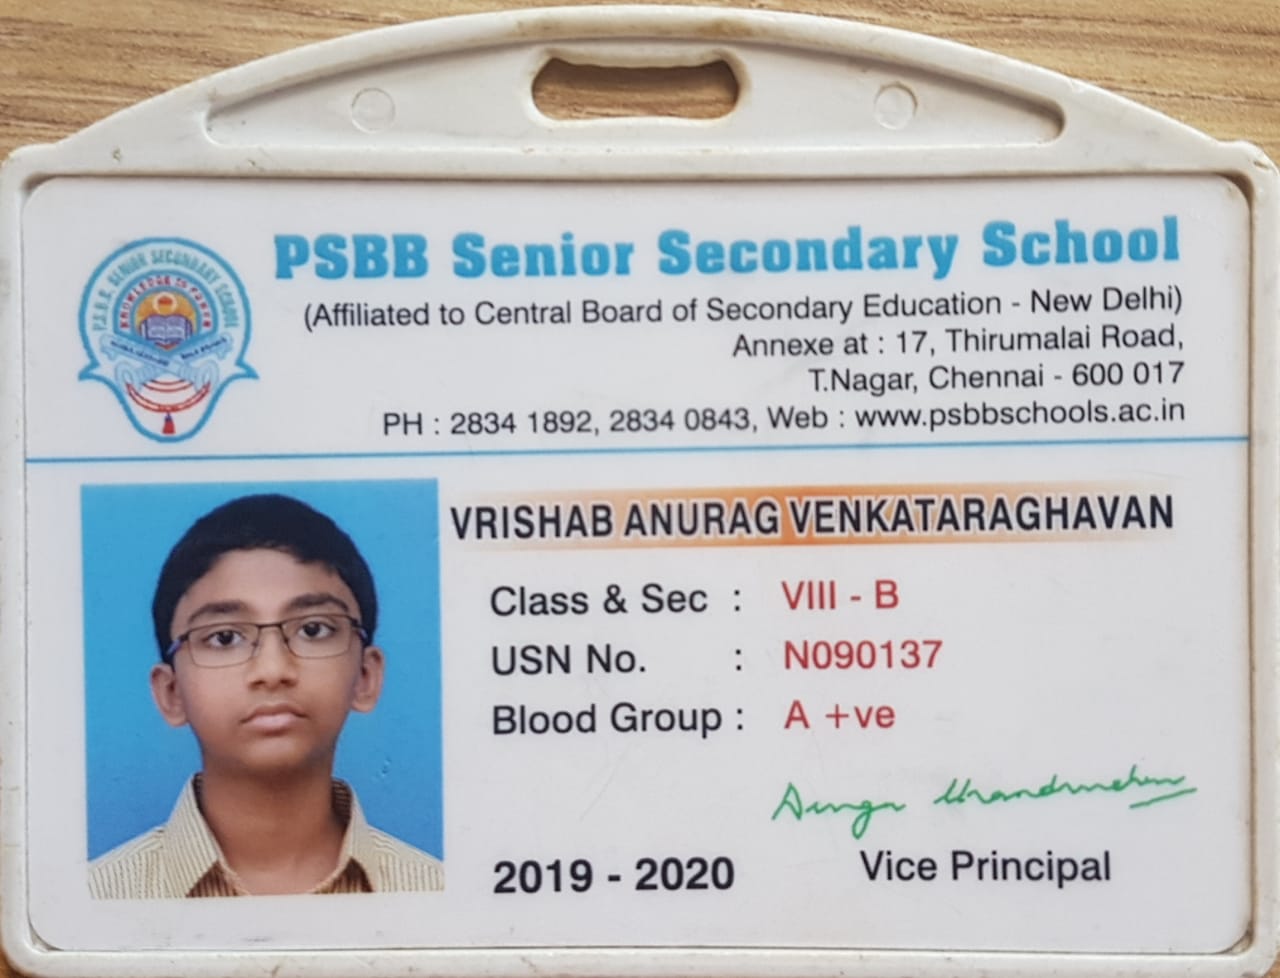 PSBB Senior Secondary School
(Affiliated to Central Board of Secondary Education - New Delhi)
Annexe at : 17, Thirumalai Road,
T.Nagar, Chennai - 600 017
PH : 2834 1892, 2834 0843, Web : www.psbbschools.ac.in
P.S.B.B. SENIOR SECONDARY SCHOOL
KNOWLEDGE IS POWER
VRISHAB ANURAG VENKATARAGHAVAN
Class & Sec : VIII - B
USN No. : N090137
Blood Group : A +ve
2019 - 2020
Vice Principal